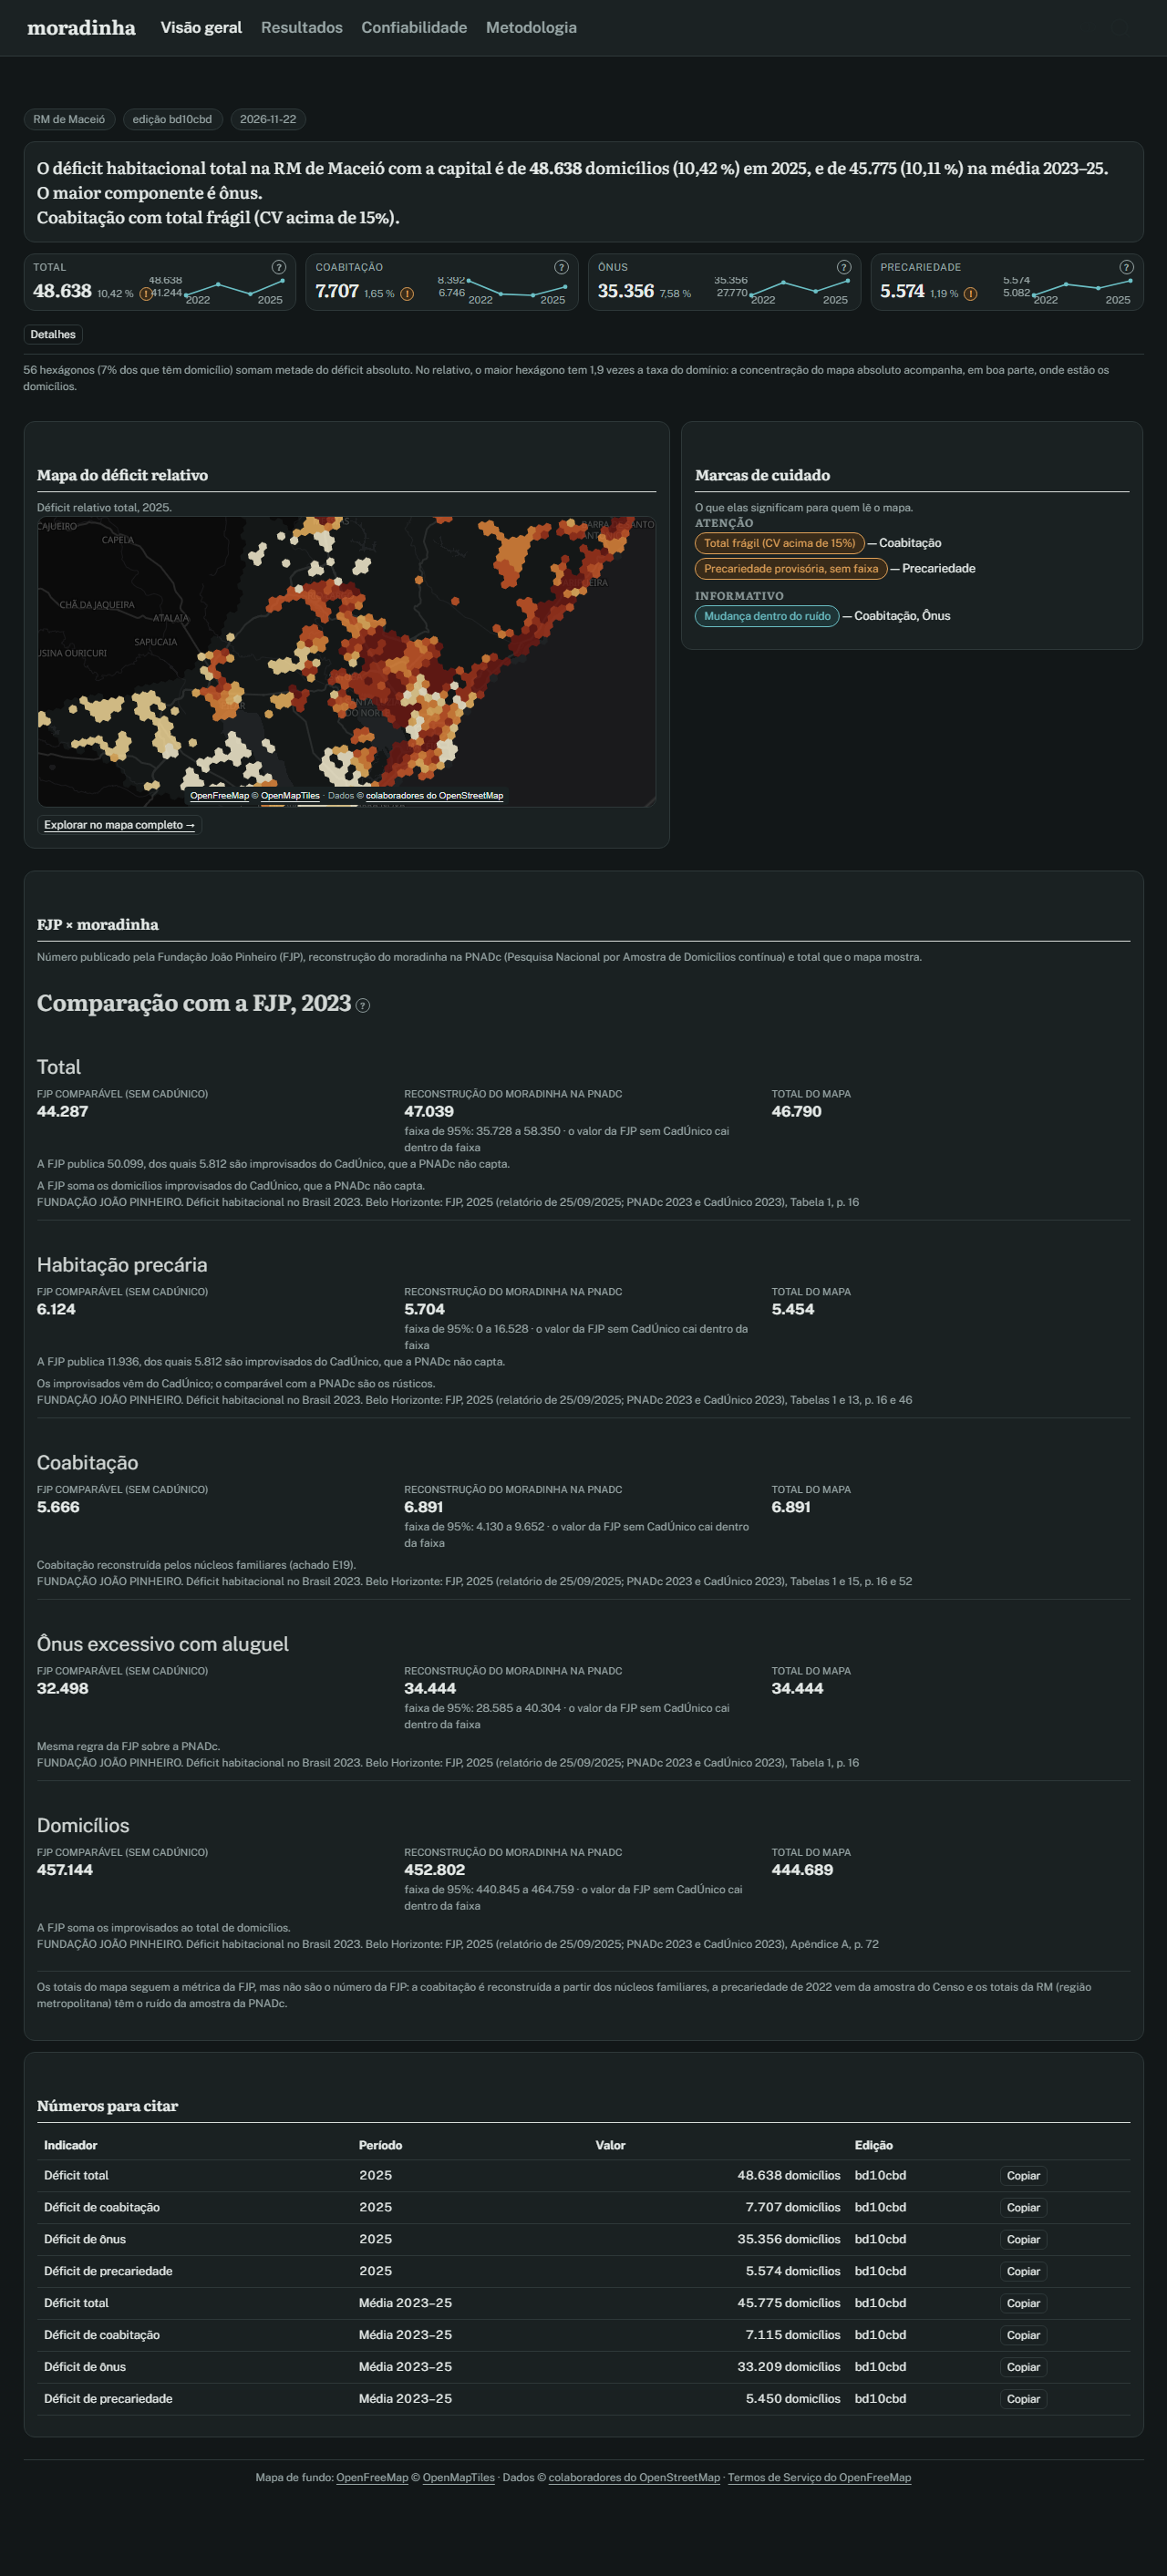 moradinha Visão geral Resultados Confiabilidade Metodologia
RM de Maceió edição bd10cbd 2026-11-22
O déficit habitacional total na RM de Maceió com a capital é de 48.638 domicílios (10,42 %) em 2025, e de 45.775 (10,11 %) na média 2023–25.
O maior componente é ônus.
Coabitação com total frágil (CV acima de 15%).
TOTAL ?
48.638 10,42 % ! 48.638 41.244 2022 2025
COABITAÇÃO ?
7.707 1,65 % ! 8.392 6.746 2022 2025
ÔNUS ?
35.356 7,58 % 35.356 27.770 2022 2025
PRECARIEDADE ?
5.574 1,19 % ! 5.574 5.082 2022 2025
Detalhes
56 hexágonos (7% dos que têm domicílio) somam metade do déficit absoluto. No relativo, o maior hexágono tem 1,9 vezes a taxa do domínio: a concentração do mapa absoluto acompanha, em boa parte, onde estão os
domicílios.
Mapa do déficit relativo
Déficit relativo total, 2025.
CAJUEIRO
CAPELA
CHÃ DA JAQUEIRA
ATALAIA
SAPUCAIA
USINA OURICURI
OpenFreeMap © OpenMapTiles · Dados © colaboradores do OpenStreetMap
Explorar no mapa completo →
Marcas de cuidado
O que elas significam para quem lê o mapa.
ATENÇÃO
Total frágil (CV acima de 15%) — Coabitação
Precariedade provisória, sem faixa — Precariedade
INFORMATIVO
Mudança dentro do ruído — Coabitação, Ônus
FJP × moradinha
Número publicado pela Fundação João Pinheiro (FJP), reconstrução do moradinha na PNADc (Pesquisa Nacional por Amostra de Domicílios contínua) e total que o mapa mostra.
Comparação com a FJP, 2023 ?
Total
FJP COMPARÁVEL (SEM CADÚNICO) RECONSTRUÇÃO DO MORADINHA NA PNADC TOTAL DO MAPA
44.287 47.039 46.790
faixa de 95%: 35.728 a 58.350 · o valor da FJP sem CadÚnico cai
dentro da faixa
A FJP publica 50.099, dos quais 5.812 são improvisados do CadÚnico, que a PNADc não capta.
A FJP soma os domicílios improvisados do CadÚnico, que a PNADc não capta.
FUNDAÇÃO JOÃO PINHEIRO. Déficit habitacional no Brasil 2023. Belo Horizonte: FJP, 2025 (relatório de 25/09/2025; PNADc 2023 e CadÚnico 2023), Tabela 1, p. 16
Habitação precária
FJP COMPARÁVEL (SEM CADÚNICO) RECONSTRUÇÃO DO MORADINHA NA PNADC TOTAL DO MAPA
6.124 5.704 5.454
faixa de 95%: 0 a 16.528 · o valor da FJP sem CadÚnico cai dentro da
faixa
A FJP publica 11.936, dos quais 5.812 são improvisados do CadÚnico, que a PNADc não capta.
Os improvisados vêm do CadÚnico; o comparável com a PNADc são os rústicos.
FUNDAÇÃO JOÃO PINHEIRO. Déficit habitacional no Brasil 2023. Belo Horizonte: FJP, 2025 (relatório de 25/09/2025; PNADc 2023 e CadÚnico 2023), Tabelas 1 e 13, p. 16 e 46
Coabitação
FJP COMPARÁVEL (SEM CADÚNICO) RECONSTRUÇÃO DO MORADINHA NA PNADC TOTAL DO MAPA
5.666 6.891 6.891
faixa de 95%: 4.130 a 9.652 · o valor da FJP sem CadÚnico cai dentro
da faixa
Coabitação reconstruída pelos núcleos familiares (achado E19).
FUNDAÇÃO JOÃO PINHEIRO. Déficit habitacional no Brasil 2023. Belo Horizonte: FJP, 2025 (relatório de 25/09/2025; PNADc 2023 e CadÚnico 2023), Tabelas 1 e 15, p. 16 e 52
Ônus excessivo com aluguel
FJP COMPARÁVEL (SEM CADÚNICO) RECONSTRUÇÃO DO MORADINHA NA PNADC TOTAL DO MAPA
32.498 34.444 34.444
faixa de 95%: 28.585 a 40.304 · o valor da FJP sem CadÚnico cai
dentro da faixa
Mesma regra da FJP sobre a PNADc.
FUNDAÇÃO JOÃO PINHEIRO. Déficit habitacional no Brasil 2023. Belo Horizonte: FJP, 2025 (relatório de 25/09/2025; PNADc 2023 e CadÚnico 2023), Tabela 1, p. 16
Domicílios
FJP COMPARÁVEL (SEM CADÚNICO) RECONSTRUÇÃO DO MORADINHA NA PNADC TOTAL DO MAPA
457.144 452.802 444.689
faixa de 95%: 440.845 a 464.759 · o valor da FJP sem CadÚnico cai
dentro da faixa
A FJP soma os improvisados ao total de domicílios.
FUNDAÇÃO JOÃO PINHEIRO. Déficit habitacional no Brasil 2023. Belo Horizonte: FJP, 2025 (relatório de 25/09/2025; PNADc 2023 e CadÚnico 2023), Apêndice A, p. 72
Os totais do mapa seguem a métrica da FJP, mas não são o número da FJP: a coabitação é reconstruída a partir dos núcleos familiares, a precariedade de 2022 vem da amostra do Censo e os totais da RM (região
metropolitana) têm o ruído da amostra da PNADc.
Números para citar
Indicador Período Valor Edição
Déficit total 2025 48.638 domicílios bd10cbd Copiar
Déficit de coabitação 2025 7.707 domicílios bd10cbd Copiar
Déficit de ônus 2025 35.356 domicílios bd10cbd Copiar
Déficit de precariedade 2025 5.574 domicílios bd10cbd Copiar
Déficit total Média 2023–25 45.775 domicílios bd10cbd Copiar
Déficit de coabitação Média 2023–25 7.115 domicílios bd10cbd Copiar
Déficit de ônus Média 2023–25 33.209 domicílios bd10cbd Copiar
Déficit de precariedade Média 2023–25 5.450 domicílios bd10cbd Copiar
Mapa de fundo: OpenFreeMap © OpenMapTiles · Dados © colaboradores do OpenStreetMap · Termos de Serviço do OpenFreeMap